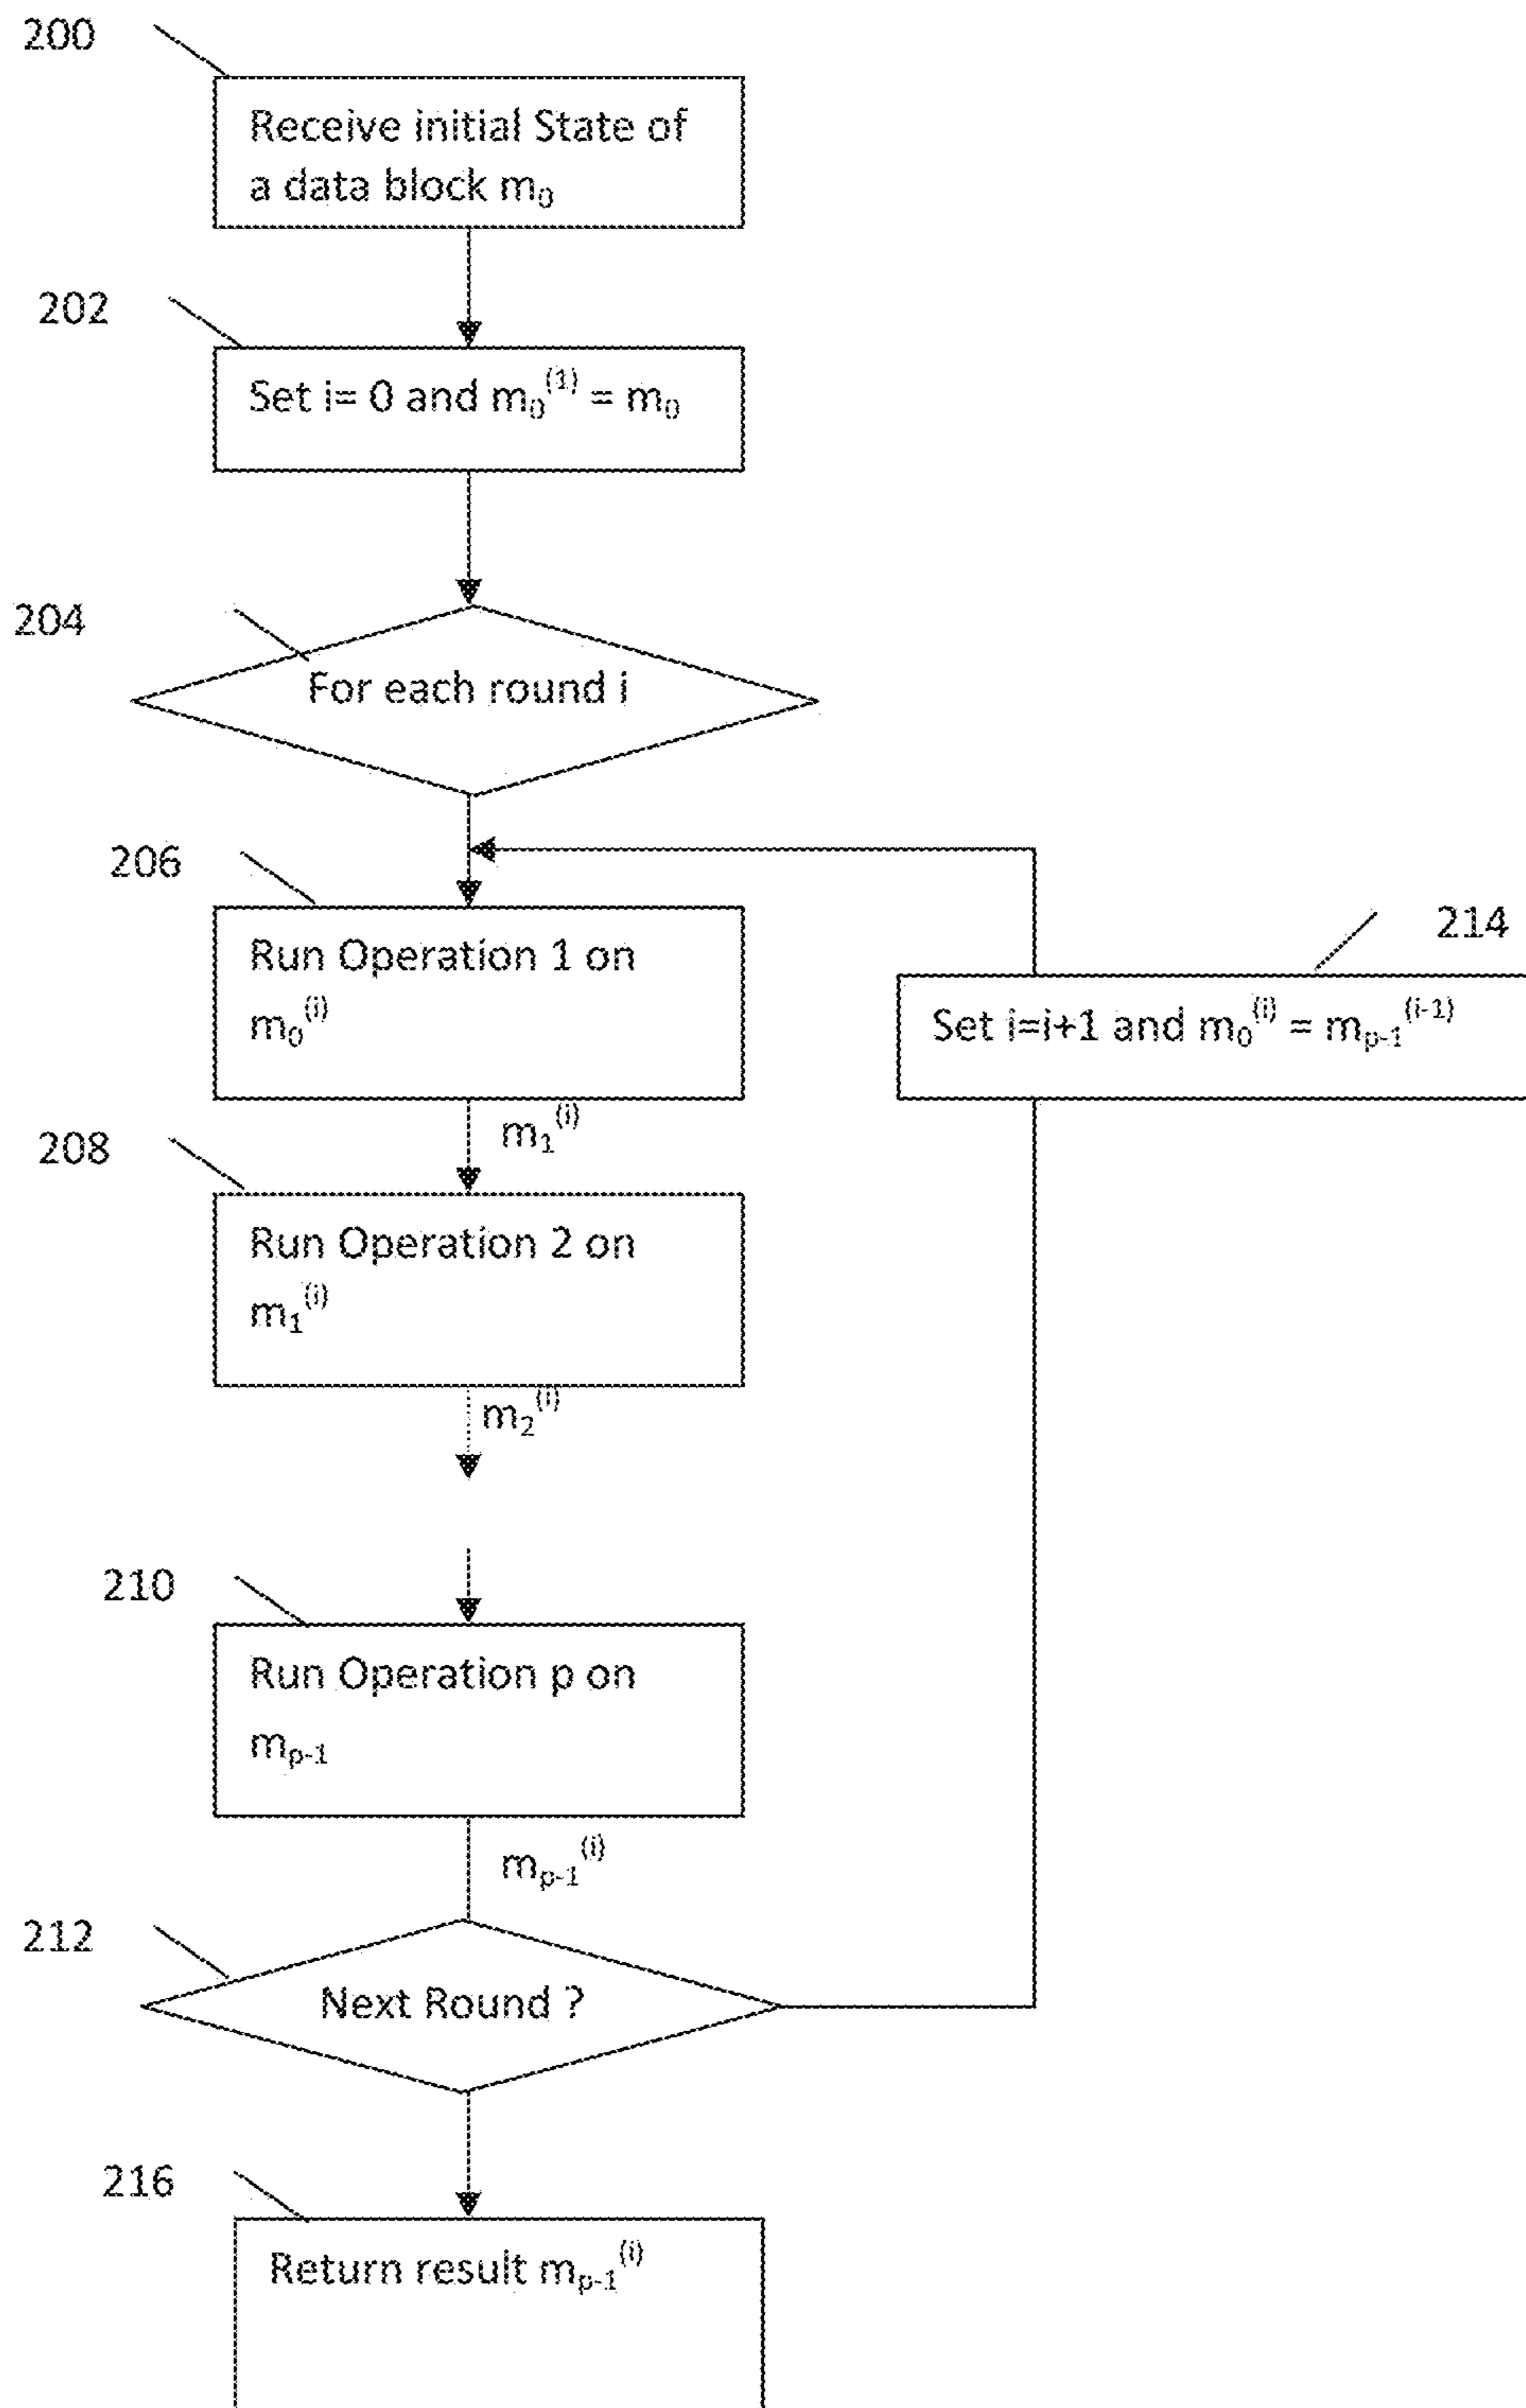 200
Receive initial State of
a data block m₀
202
Set i= 0 and m₀⁽¹⁾ = m₀
204
For each round i
206
Run Operation 1 on
m₀⁽ⁱ⁾
214
Set i=i+1 and m₀⁽ⁱ⁾ = mₚ₋₁⁽ⁱ⁻¹⁾
m₁⁽ⁱ⁾
208
Run Operation 2 on
m₁⁽ⁱ⁾
m₂⁽ⁱ⁾
210
Run Operation p on
mₚ₋₁
mₚ₋₁⁽ⁱ⁾
212
Next Round ?
216
Return result mₚ₋₁⁽ⁱ⁾